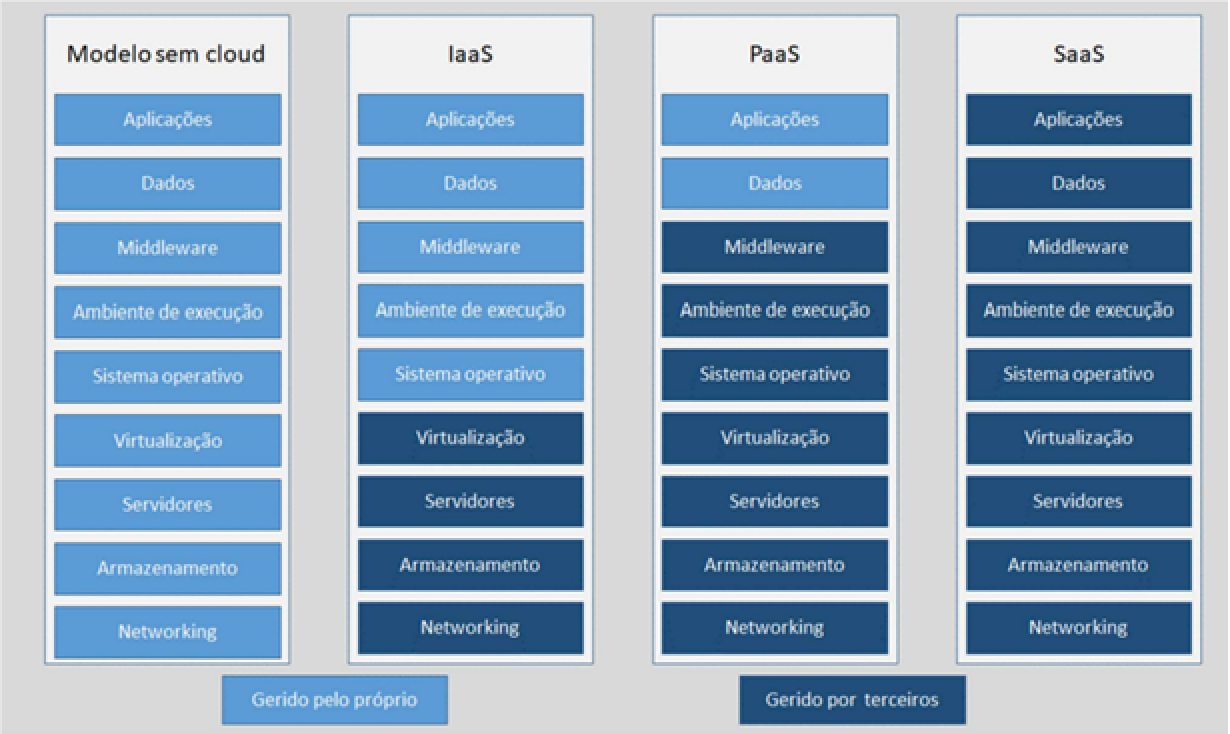 Modelo sem cloud
Aplicações
Dados
Middleware
Ambiente de execução
Sistema operativo
Virtualização
Servidores
Armazenamento
Networking
IaaS
Aplicações
Dados
Middleware
Ambiente de execução
Sistema operativo
Virtualização
Servidores
Armazenamento
Networking
PaaS
Aplicações
Dados
Middleware
Ambiente de execução
Sistema operativo
Virtualização
Servidores
Armazenamento
Networking
SaaS
Aplicações
Dados
Middleware
Ambiente de execução
Sistema operativo
Virtualização
Servidores
Armazenamento
Networking
Gerido pelo próprio
Gerido por terceiros